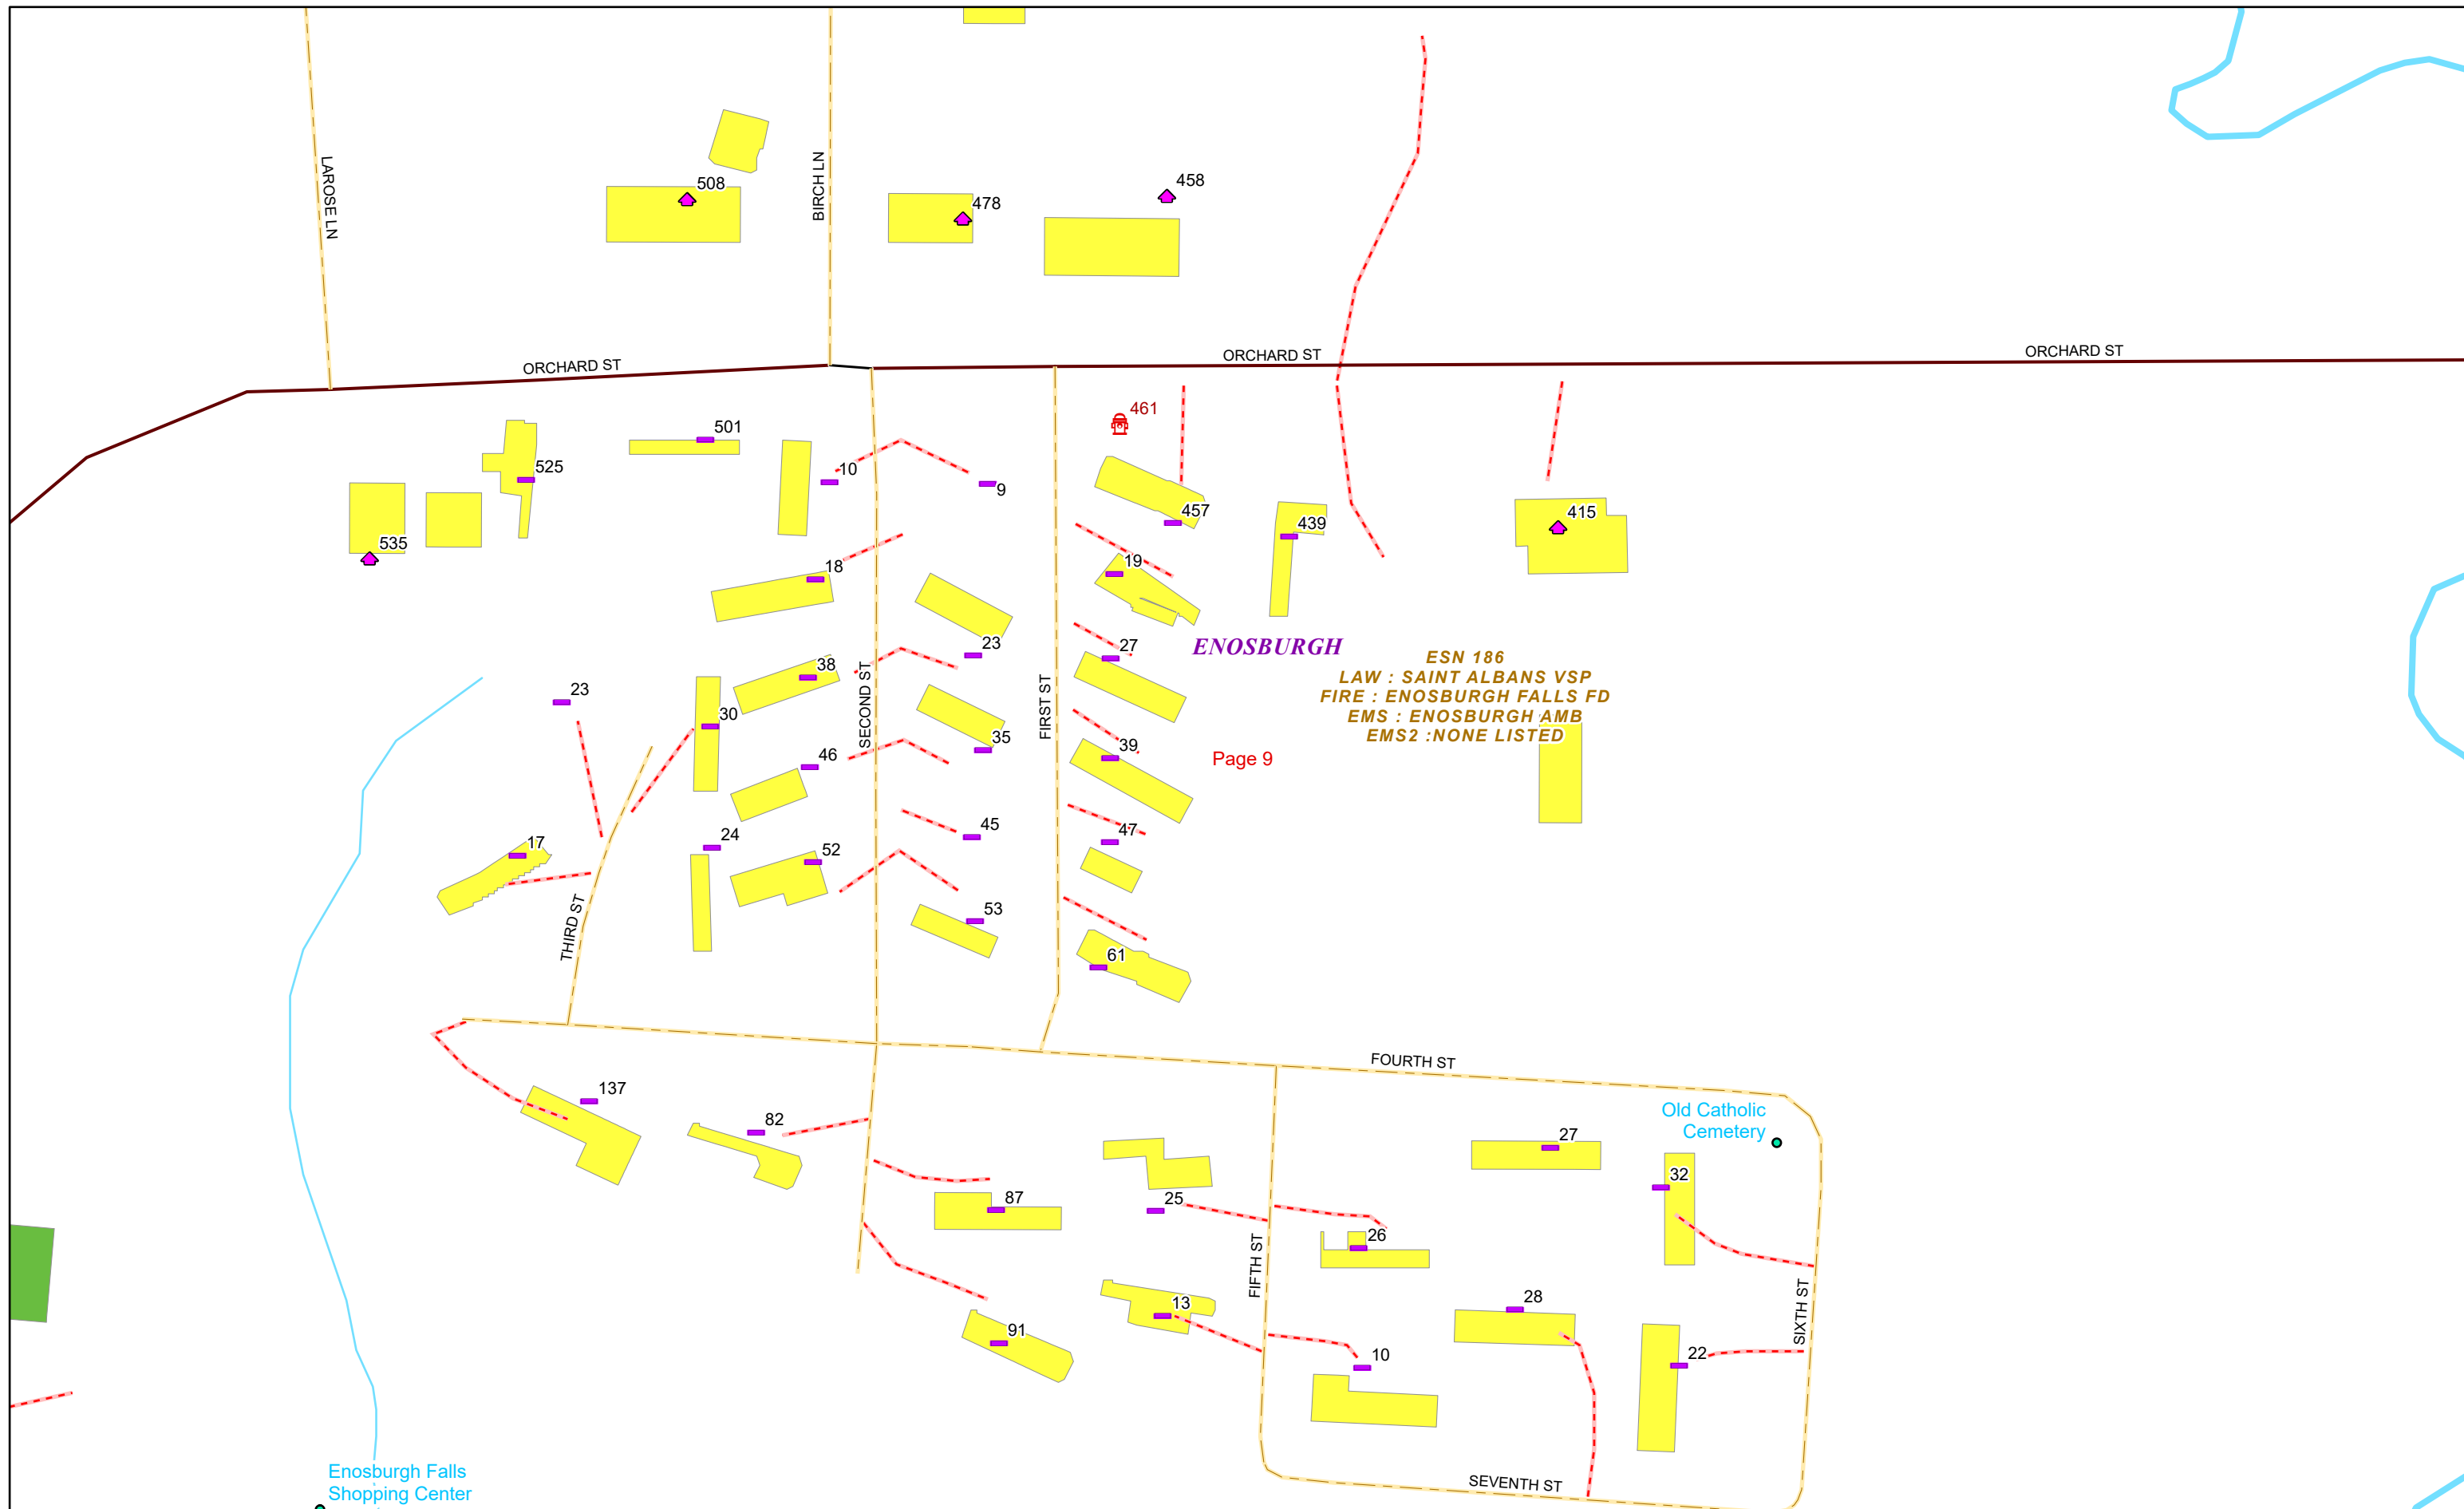 LAROSE LN
508
BIRCH LN
478
458
ORCHARD ST
ORCHARD ST
ORCHARD ST
461
501
525
10
9
457
439
415
535
18
19
ENOSBURGH
23
27
ESN 186
LAW : SAINT ALBANS VSP
FIRE : ENOSBURGH FALLS FD
EMS : ENOSBURGH AMB
EMS2 :NONE LISTED
38
SECOND ST
FIRST ST
23
30
35
39
Page 9
46
24
45
47
17
52
THIRD ST
53
61
FOURTH ST
137
82
Old Catholic
Cemetery
27
32
87
25
26
FIFTH ST
SIXTH ST
13
28
91
10
22
Enosburgh Falls
Shopping Center
SEVENTH ST